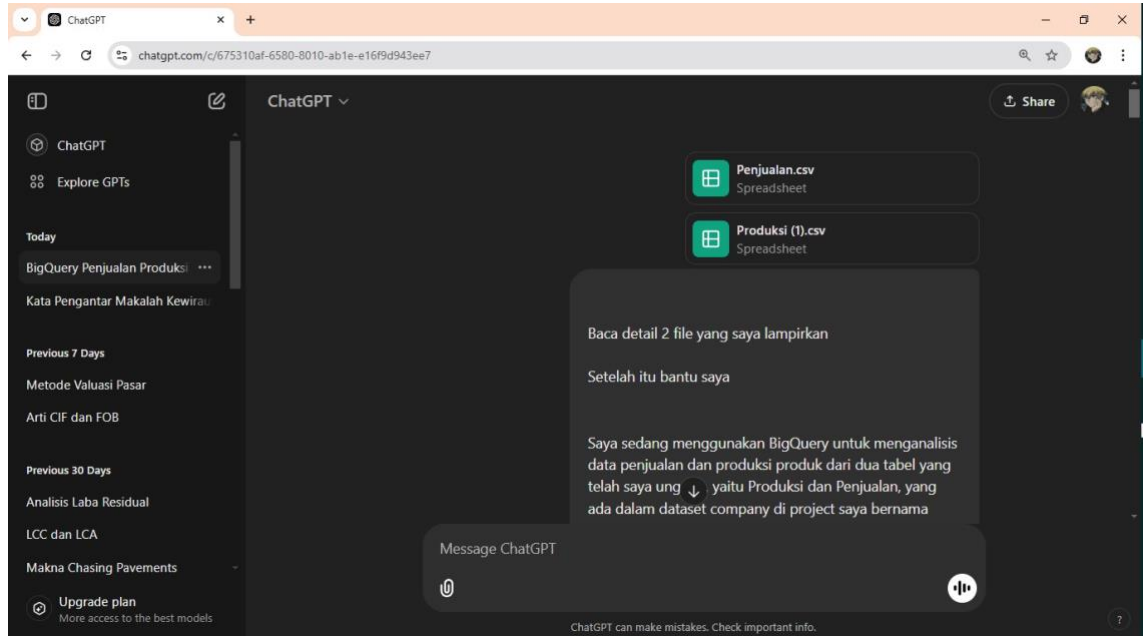 ChatGPT
chatgpt.com/c/675310af-6580-8010-ab1e-e16f9d943ee7
ChatGPT
Share
ChatGPT
Explore GPTs
Today
BigQuery Penjualan Produksi
Kata Pengantar Makalah Kewirau
Previous 7 Days
Metode Valuasi Pasar
Arti CIF dan FOB
Previous 30 Days
Analisis Laba Residual
LCC dan LCA
Makna Chasing Pavements
Upgrade plan
More access to the best models
Penjualan.csv
Spreadsheet
Produksi (1).csv
Spreadsheet
Baca detail 2 file yang saya lampirkan
Setelah itu bantu saya
Saya sedang menggunakan BigQuery untuk menganalisis
data penjualan dan produksi produk dari dua tabel yang
telah saya ung yaitu Produksi dan Penjualan, yang
ada dalam dataset company di project saya bernama
Message ChatGPT
ChatGPT can make mistakes. Check important info.
?